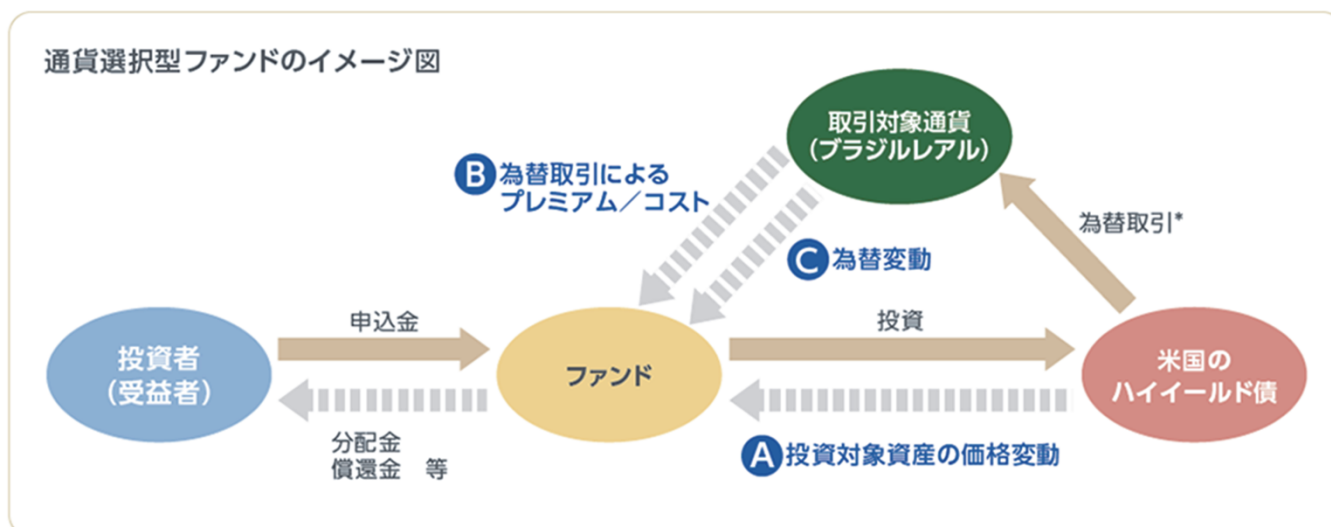 通貨選択型ファンドのイメージ図
取引対象通貨
(ブラジルレアル)
B 為替取引による
プレミアム／コスト
為替取引*
C 為替変動
申込金
投資
投資者
(受益者)
ファンド
米国の
ハイイールド債
分配金
償還金 等
A 投資対象資産の価格変動